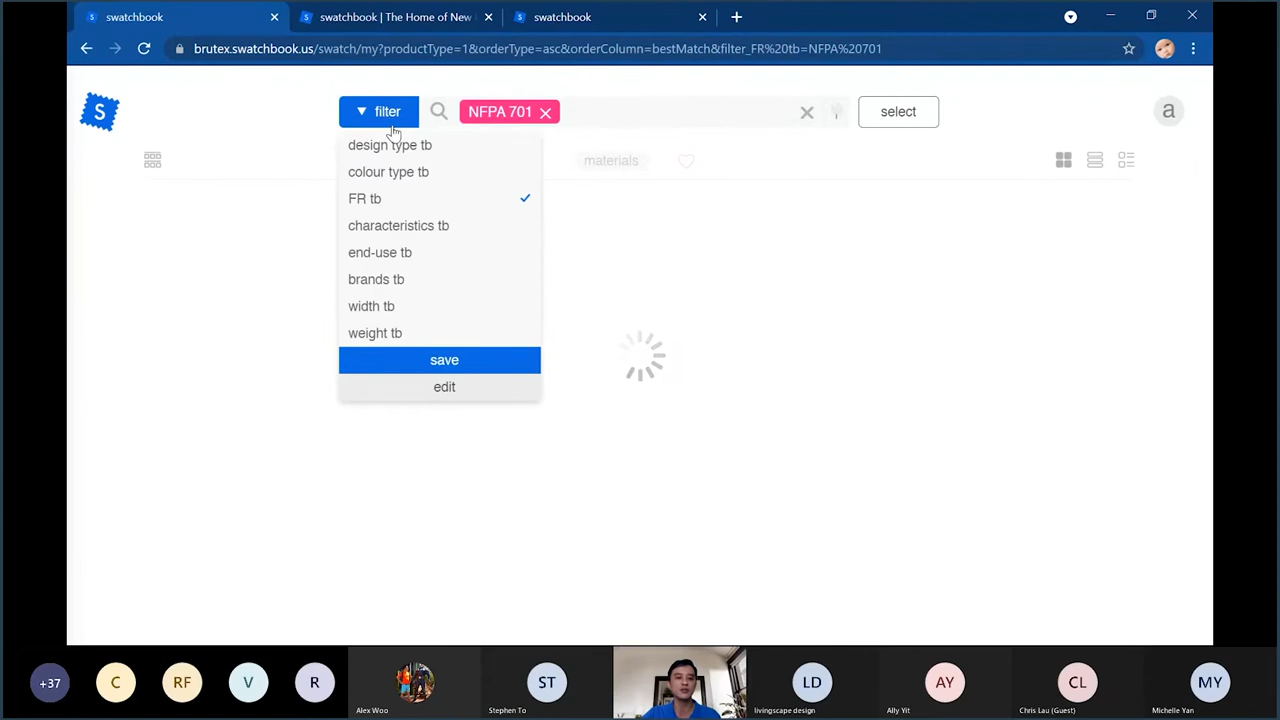 swatchbook
swatchbook | The Home of New
swatchbook
brutex.swatchbook.us/swatch/my?productType=1&orderType=asc&orderColumn=bestMatch&filter_FR%20tb=NFPA%20701
S
filter
NFPA 701
select
a
design type tb
colour type tb
FR tb
characteristics tb
end-use tb
brands tb
width tb
weight tb
save
edit
materials
+37
C
RF
V
R
Alex Woo
ST
Stephen To
LD
livingscape design
AY
Ally Yit
CL
Chris Lau (Guest)
MY
Michelle Yan